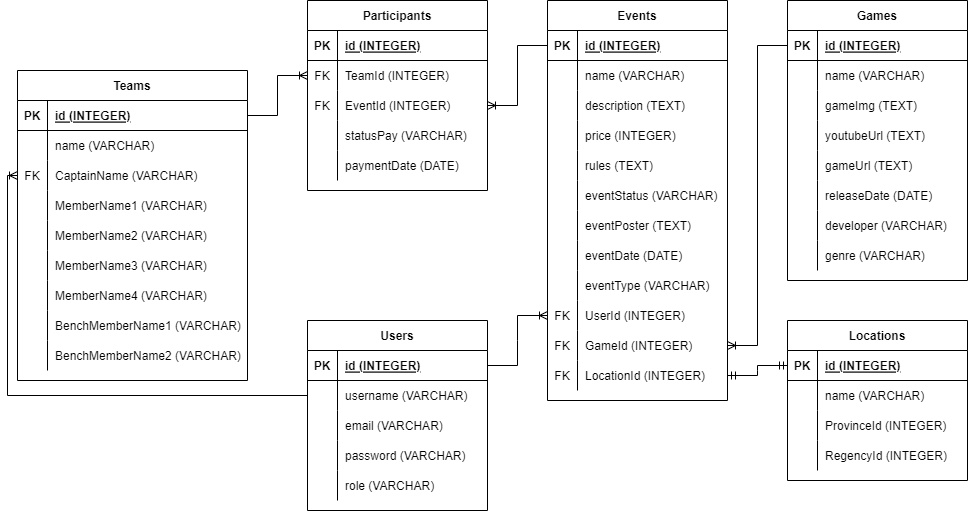 Teams
PK id (INTEGER)
name (VARCHAR)
FK CaptainName (VARCHAR)
MemberName1 (VARCHAR)
MemberName2 (VARCHAR)
MemberName3 (VARCHAR)
MemberName4 (VARCHAR)
BenchMemberName1 (VARCHAR)
BenchMemberName2 (VARCHAR)
Participants
PK id (INTEGER)
FK TeamId (INTEGER)
FK EventId (INTEGER)
statusPay (VARCHAR)
paymentDate (DATE)
Users
PK id (INTEGER)
username (VARCHAR)
email (VARCHAR)
password (VARCHAR)
role (VARCHAR)
Events
PK id (INTEGER)
name (VARCHAR)
description (TEXT)
price (INTEGER)
rules (TEXT)
eventStatus (VARCHAR)
eventPoster (TEXT)
eventDate (DATE)
eventType (VARCHAR)
FK UserId (INTEGER)
FK GameId (INTEGER)
FK LocationId (INTEGER)
Games
PK id (INTEGER)
name (VARCHAR)
gameImg (TEXT)
youtubeUrl (TEXT)
gameUrl (TEXT)
releaseDate (DATE)
developer (VARCHAR)
genre (VARCHAR)
Locations
PK id (INTEGER)
name (VARCHAR)
ProvinceId (INTEGER)
RegencyId (INTEGER)